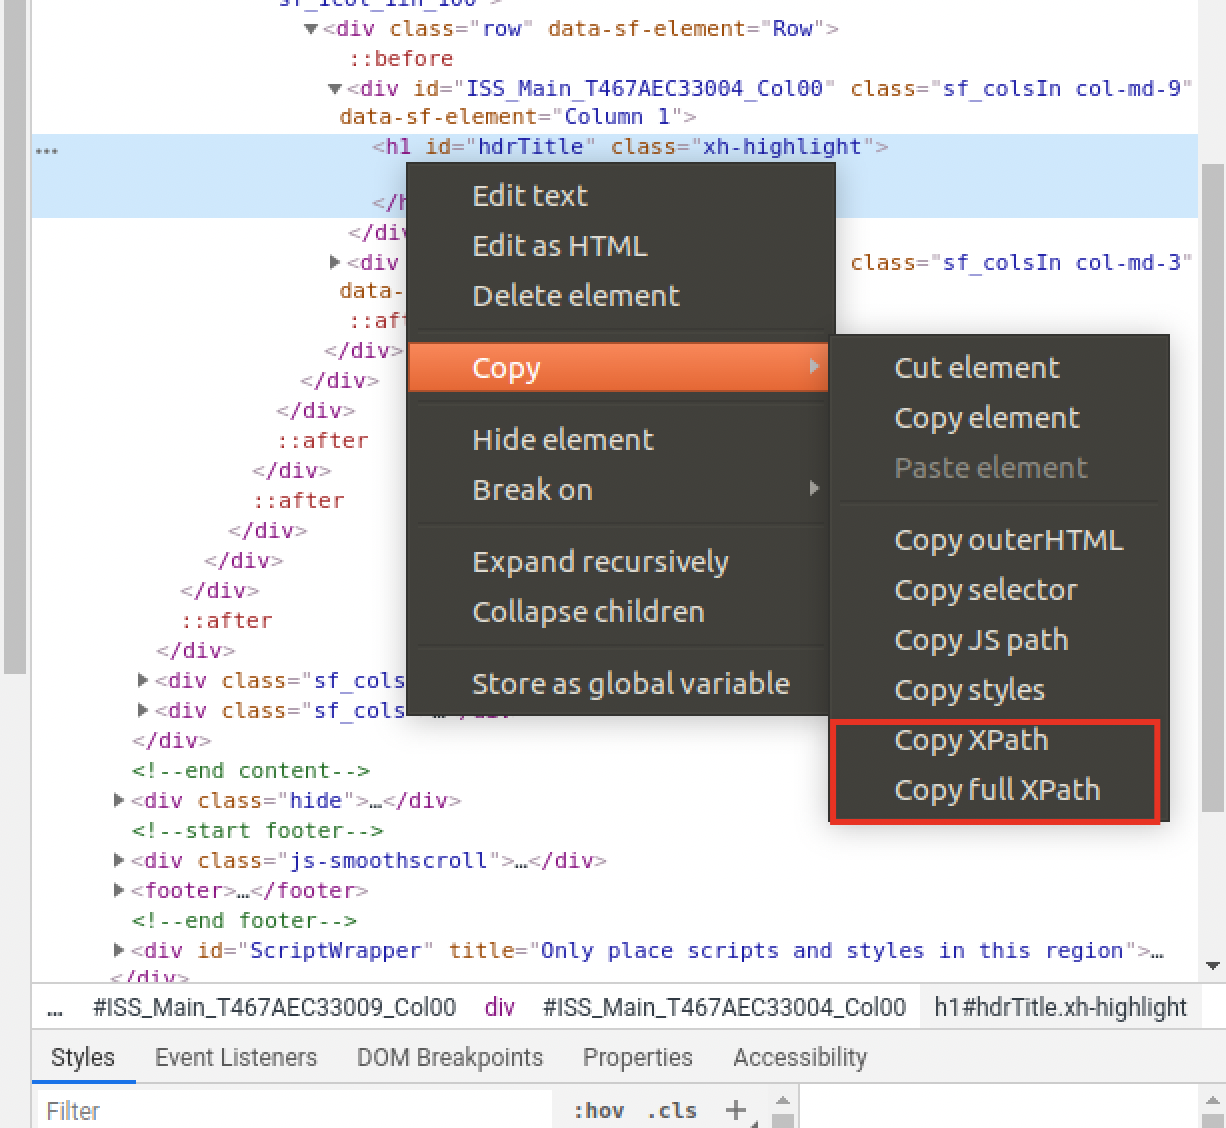 sf_1col_1in_100">
▼<div class="row" data-sf-element="Row">
::before
▼<div id="ISS_Main_T467AEC33004_Col00" class="sf_colsIn col-md-9"
data-sf-element="Column 1">
… <h1 id="hdrTitle" class="xh-highlight">
</h
</div
▶<div class="sf_colsIn col-md-3"
data-
::aft
</div>
</div>
</div>
::after
</div>
::after
</div>
</div>
</div>
::after
</div>
▶<div class="sf_cols
▶<div class="sf_cols
</div>
<!--end content-->
▶<div class="hide">…</div>
<!--start footer-->
▶<div class="js-smoothscroll">…</div>
▶<footer>…</footer>
<!--end footer-->
▶<div id="ScriptWrapper" title="Only place scripts and styles in this region">…
</div>
Edit text
Edit as HTML
Delete element
Copy
Hide element
Break on
Expand recursively
Collapse children
Store as global variable
Cut element
Copy element
Paste element
Copy outerHTML
Copy selector
Copy JS path
Copy styles
Copy XPath
Copy full XPath
… #ISS_Main_T467AEC33009_Col00 div #ISS_Main_T467AEC33004_Col00 h1#hdrTitle.xh-highlight
Styles Event Listeners DOM Breakpoints Properties Accessibility
Filter :hov .cls +